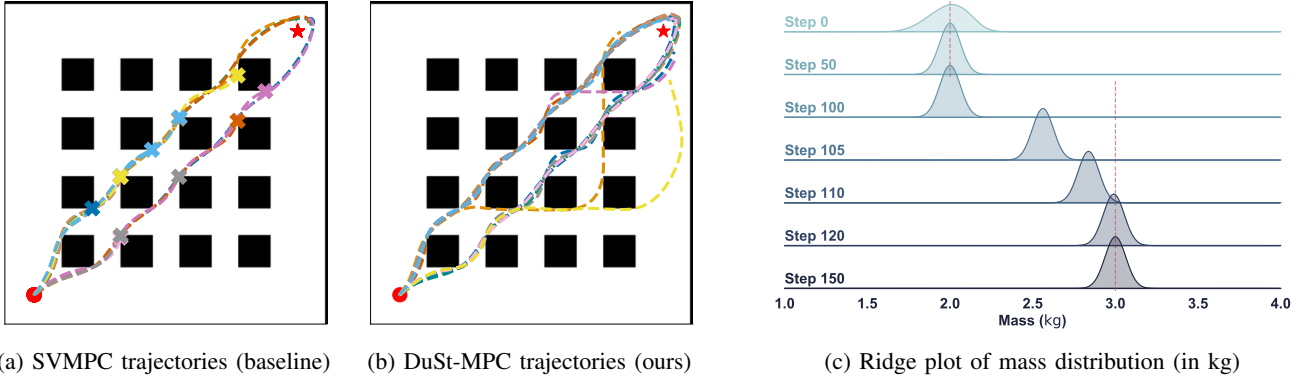 Step 0
Step 50
Step 100
Step 105
Step 110
Step 120
Step 150
1.0 1.5 2.0 2.5 3.0 3.5 4.0
Mass (kg)
(a) SVMPC trajectories (baseline)
(b) DuSt-MPC trajectories (ours)
(c) Ridge plot of mass distribution (in kg)